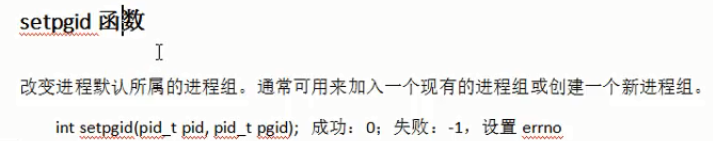 setpgid 函数
改变进程默认所属的进程组。通常可用来加入一个现有的进程组或创建一个新进程组。
int setpgid(pid_t pid, pid_t pgid); 成功：0；失败：-1，设置 errno